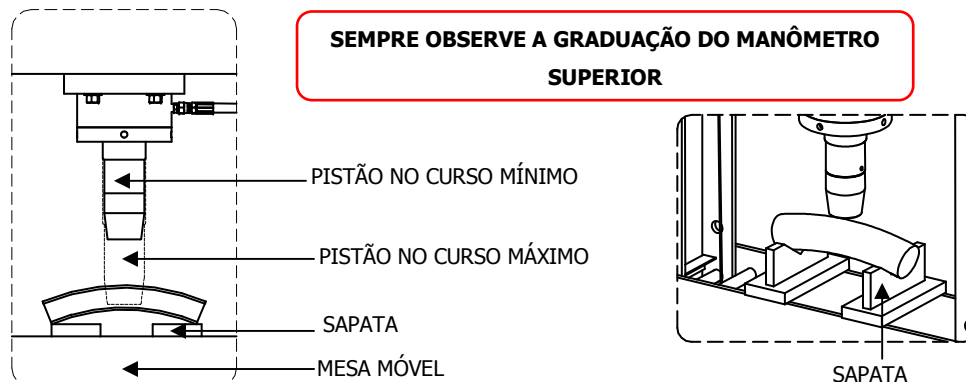 SEMPRE OBSERVE A GRADUAÇÃO DO MANÔMETRO
SUPERIOR
PISTÃO NO CURSO MÍNIMO
PISTÃO NO CURSO MÁXIMO
SAPATA
MESA MÓVEL
SAPATA